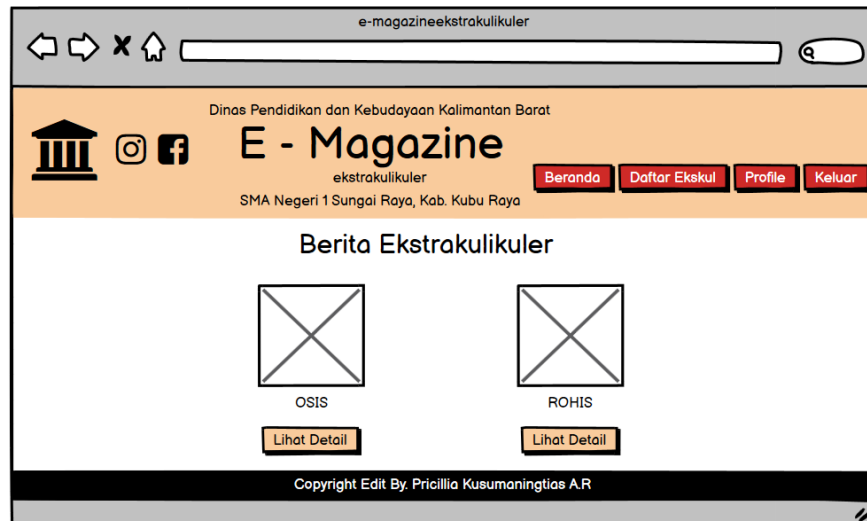 e-magazineekstrakulikuler
Dinas Pendidikan dan Kebudayaan Kalimantan Barat
E - Magazine
ekstrakulikuler
SMA Negeri 1 Sungai Raya, Kab. Kubu Raya
Beranda Daftar Ekskul Profile Keluar
Berita Ekstrakulikuler
OSIS ROHIS
Lihat Detail Lihat Detail
Copyright Edit By. Pricillia Kusumaningtias A.R